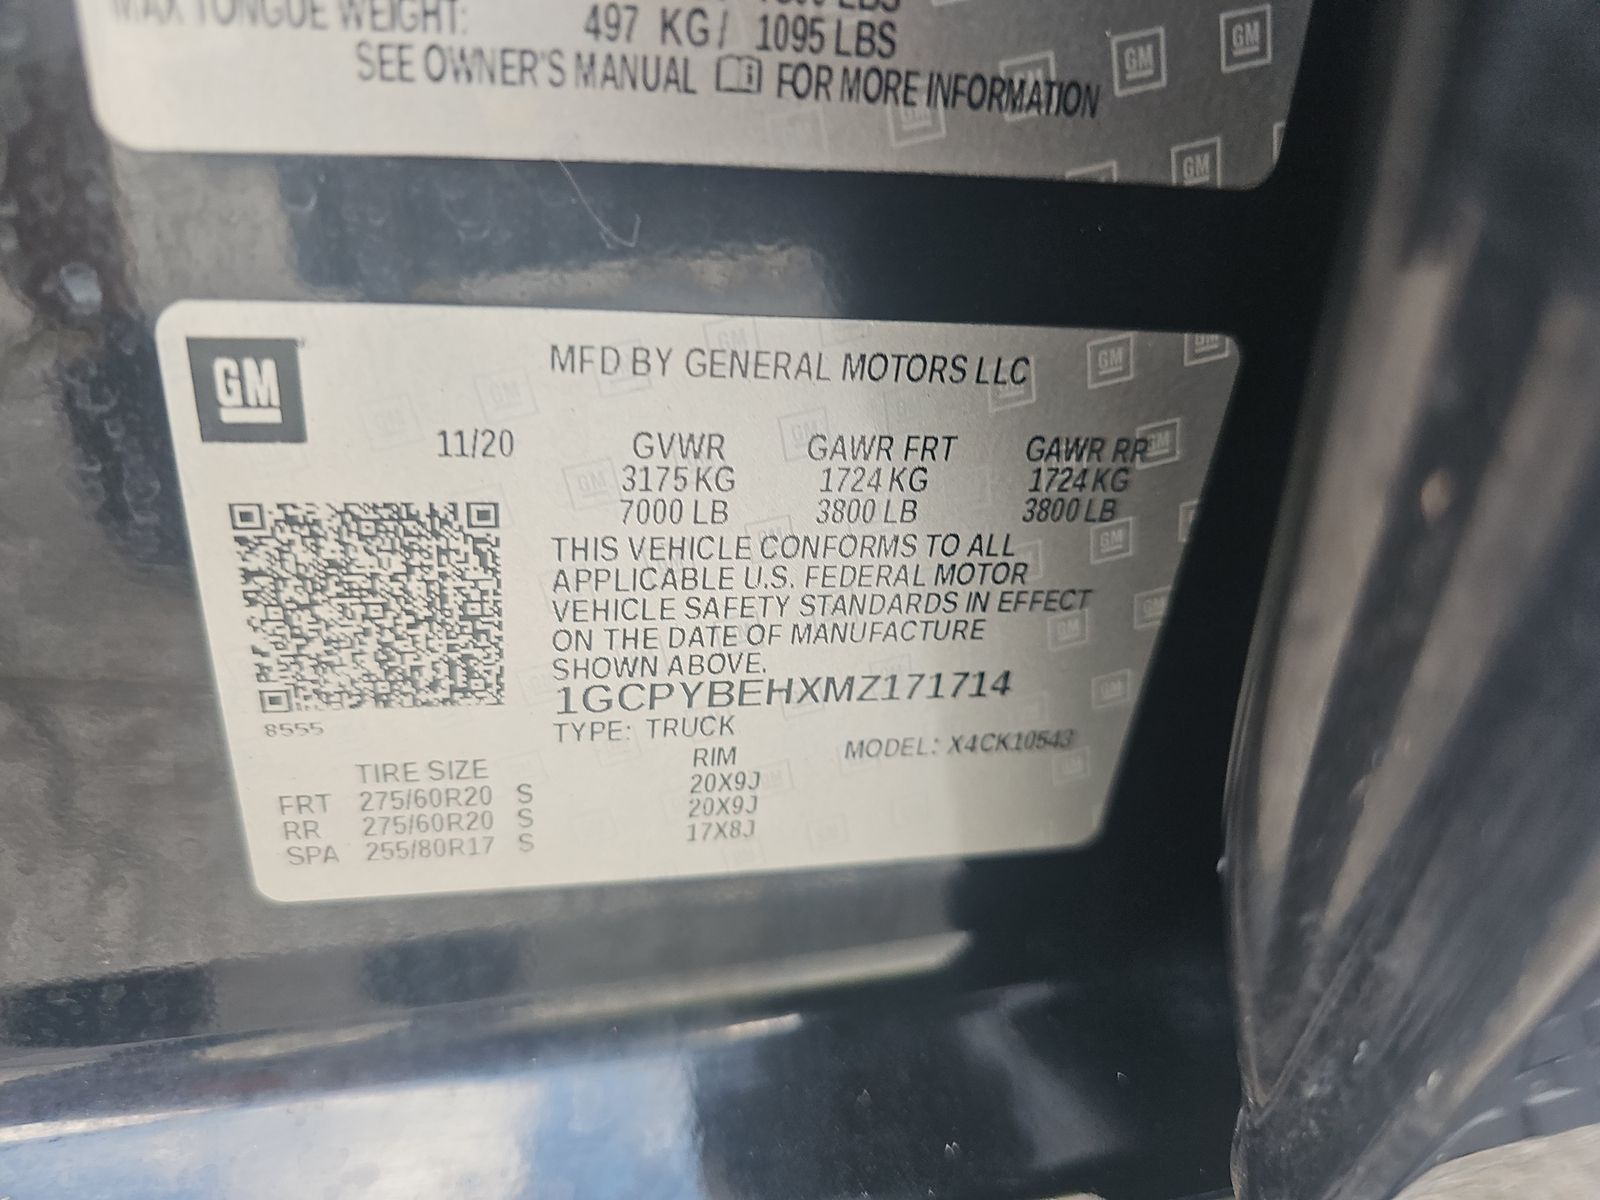 MAX TONGUE WEIGHT:
497 KG / 1095 LBS
SEE OWNER'S MANUAL FOR MORE INFORMATION
GM
MFD BY GENERAL MOTORS LLC
11/20 GVWR GAWR FRT GAWR RR
3175 KG 1724 KG 1724 KG
7000 LB 3800 LB 3800 LB
THIS VEHICLE CONFORMS TO ALL
APPLICABLE U.S. FEDERAL MOTOR
VEHICLE SAFETY STANDARDS IN EFFECT
ON THE DATE OF MANUFACTURE
SHOWN ABOVE.
1GCPYBEHXMZ171714
8555
TYPE: TRUCK
MODEL: X4CK10543
TIRE SIZE RIM
FRT 275/60R20 S 20X9J
RR 275/60R20 S 20X9J
SPA 255/80R17 S 17X8J